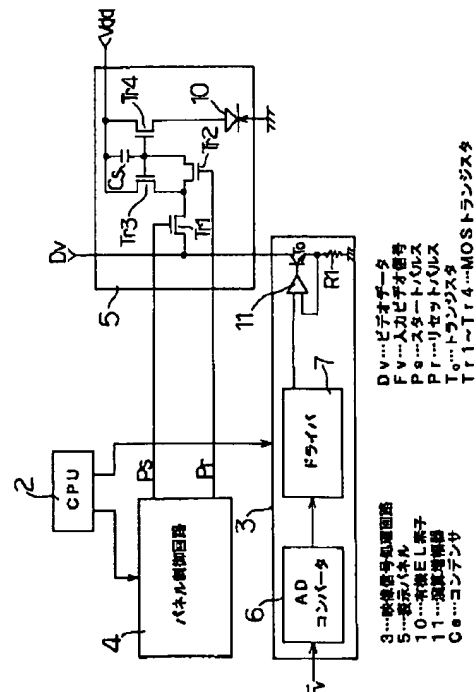 Dv
Vdd
2
CPU
パネル制御回路
4
Ps
Pr
5
Tr3
Cs
Tr4
10
Tr1
Tr2
3
Fv
AD
コンバータ
6
ドライバ
7
11
To
R1
3…映像信号処理回路
5…表示パネル
10…有機EL素子
11…演算増幅器
Cs…コンデンサ
Dv…ビデオデータ
Fv…入力ビデオ信号
Ps…スタートパルス
Pr…リセットパルス
To…トランジスタ
Tr1~Tr4…MOSトランジスタ